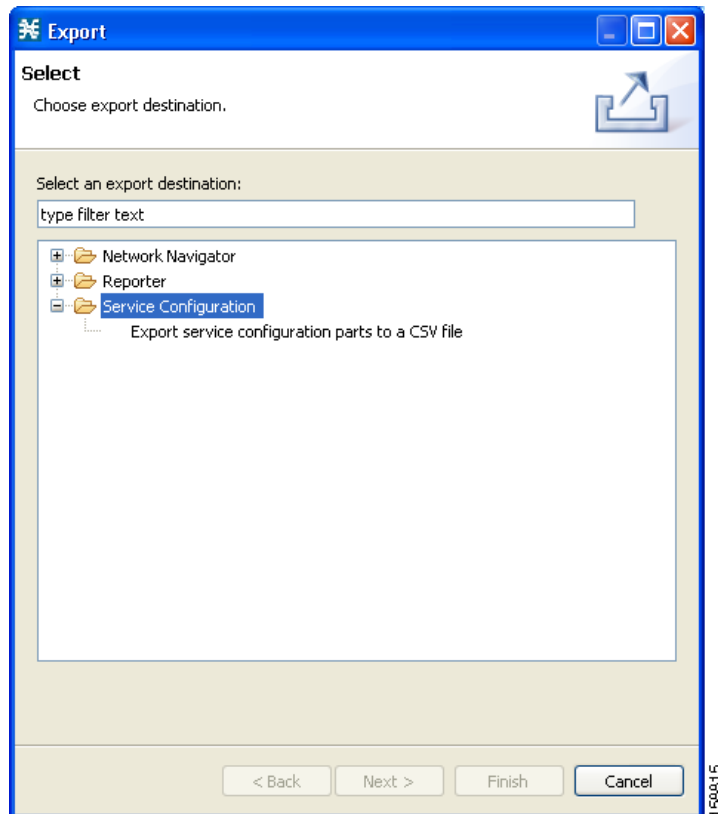 Export
Select
Choose export destination.
Select an export destination:
type filter text
Network Navigator
Reporter
Service Configuration
Export service configuration parts to a CSV file
< Back Next > Finish Cancel
158815